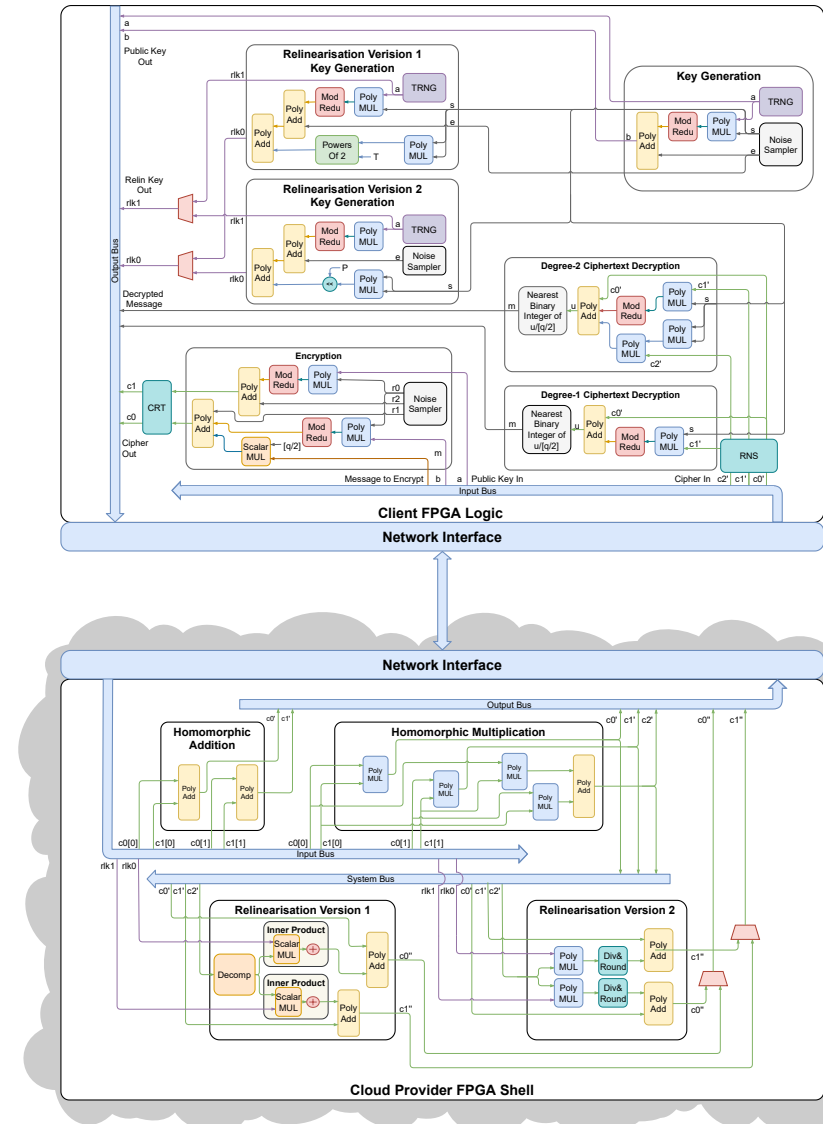 a
b
Public Key
Out
Output Bus
Relinearisation Verision 1
Key Generation
rlk1
rlk0
Poly
Add
Poly
Add
Mod
Redu
Poly
MUL
a
TRNG
s
e
Powers
Of 2
T
Poly
MUL
Key Generation
b
Poly
Add
Mod
Redu
Poly
MUL
a
TRNG
s
e
Noise
Sampler
Relin Key
Out
rlk1
rlk0
Relinearisation Version 2
Key Generation
rlk1
rlk0
Poly
Add
Poly
Add
Mod
Redu
Poly
MUL
a
TRNG
e
Noise
Sampler
P
<<
Poly
MUL
s
Decrypted
Message
Degree-2 Ciphertext Decryption
m
Nearest
Binary
Integer of
u/[q/2]
u
Poly
Add
c0'
Mod
Redu
Poly
MUL
c1'
s
Poly
MUL
Poly
MUL
c2'
Encryption
c1
c0
CRT
Cipher
Out
Poly
Add
Poly
Add
Mod
Redu
Poly
MUL
r0
r2
r1
Noise
Sampler
Mod
Redu
Poly
MUL
Scalar
MUL
[q/2]
m
Degree-1 Ciphertext Decryption
m
Nearest
Binary
Integer of
u/[q/2]
u
Poly
Add
c0'
Mod
Redu
Poly
MUL
s
c1'
RNS
Message to Encrypt
b
a
Public Key In
Cipher In
c2'
c1'
c0'
Input Bus
Client FPGA Logic
Network Interface
Network Interface
Output Bus
Homomorphic
Addition
c0'
c1'
Poly
Add
Poly
Add
Homomorphic Multiplication
Poly
MUL
Poly
MUL
Poly
MUL
Poly
MUL
Poly
Add
c0'
c1'
c2'
c0"
c1"
c0[0]
c1[0]
c0[1]
c1[1]
c0[0]
c1[0]
c0[1]
c1[1]
Input Bus
rlk1
rlk0
System Bus
c0'
c1'
c2'
rlk1
rlk0
c0'
c1'
c2'
Relinearisation Version 1
Decomp
Inner Product
Scalar
MUL
+
Inner Product
Scalar
MUL
+
Poly
Add
Poly
Add
c0"
c1"
Relinearisation Version 2
Poly
MUL
Div&
Round
Poly
Add
Poly
MUL
Div&
Round
Poly
Add
c1"
c0"
Cloud Provider FPGA Shell